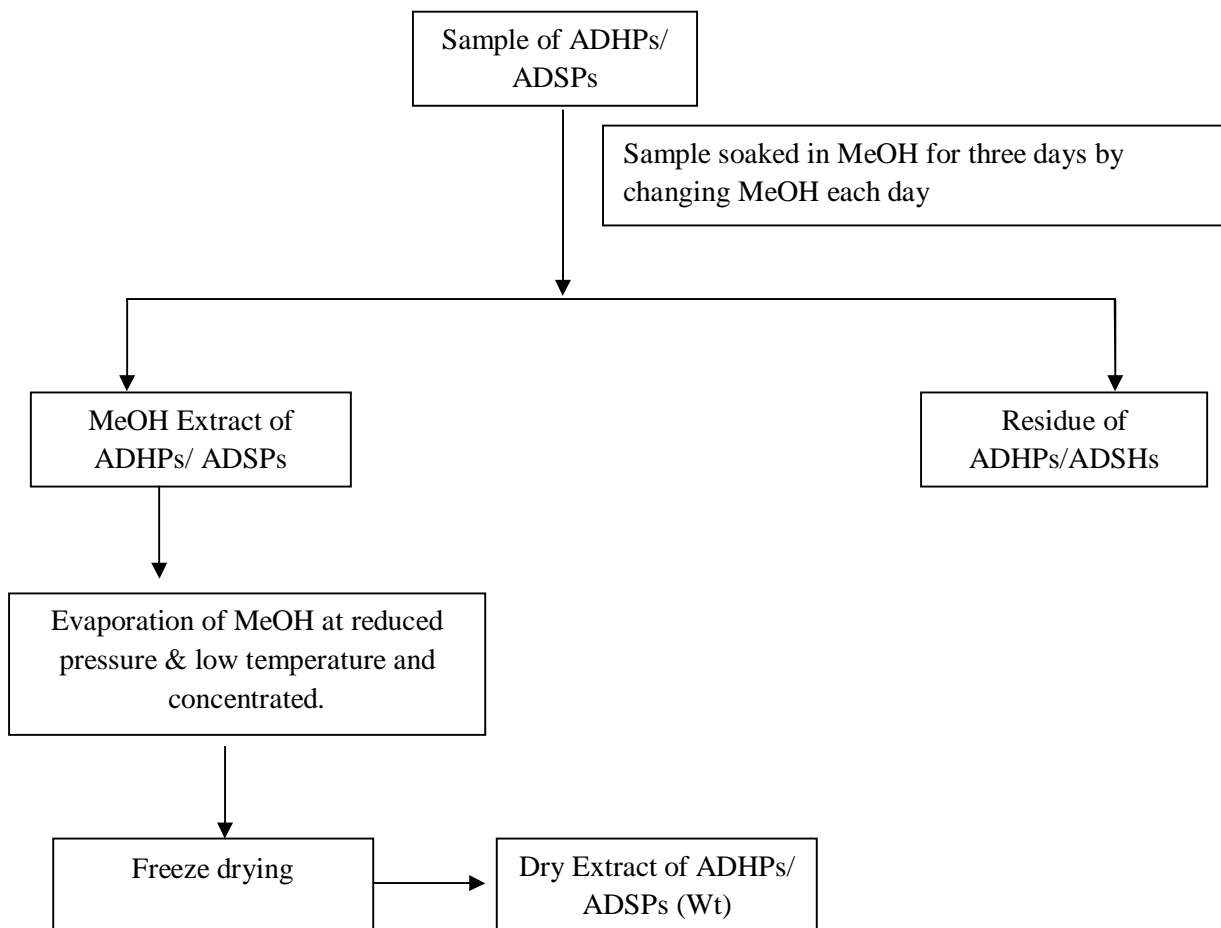 Sample of ADHPs/
ADSPs
Sample soaked in MeOH for three days by
changing MeOH each day
MeOH Extract of
ADHPs/ ADSPs
Residue of
ADHPs/ADSHs
Evaporation of MeOH at reduced
pressure & low temperature and
concentrated.
Freeze drying
Dry Extract of ADHPs/
ADSPs (Wt)